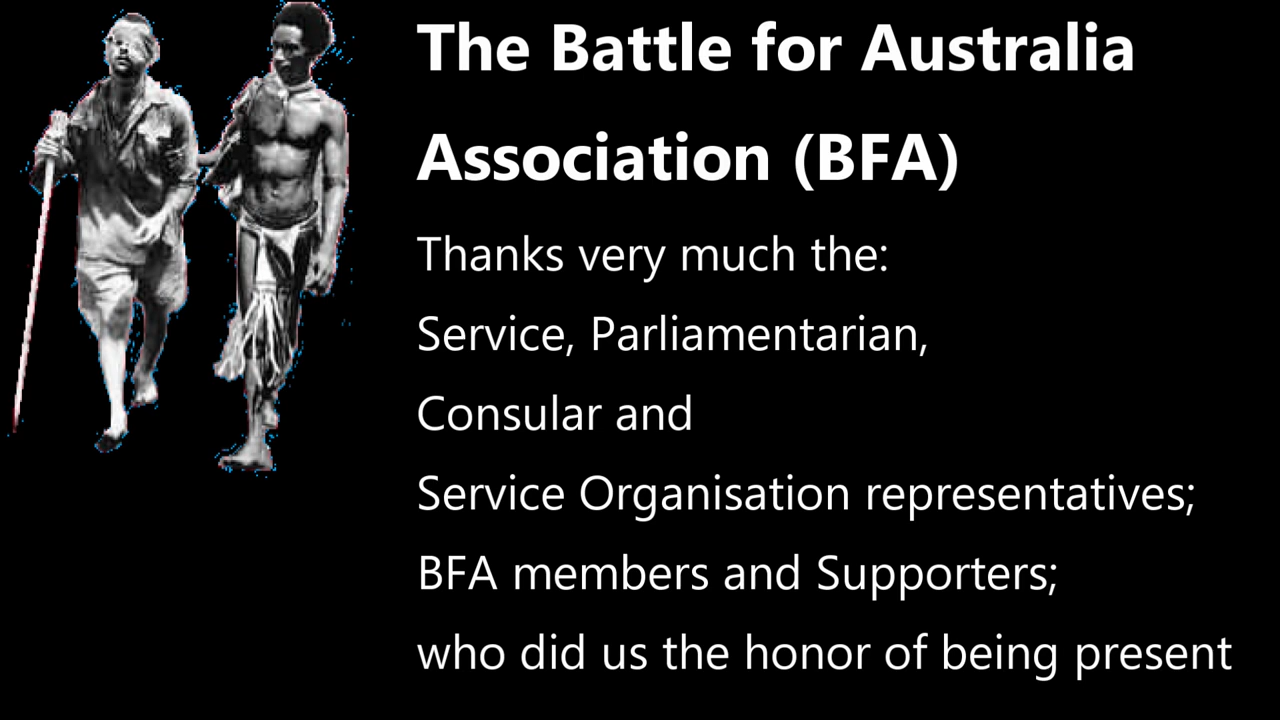 The Battle for Australia
Association (BFA)
Thanks very much the:
Service, Parliamentarian,
Consular and
Service Organisation representatives;
BFA members and Supporters;
who did us the honor of being present